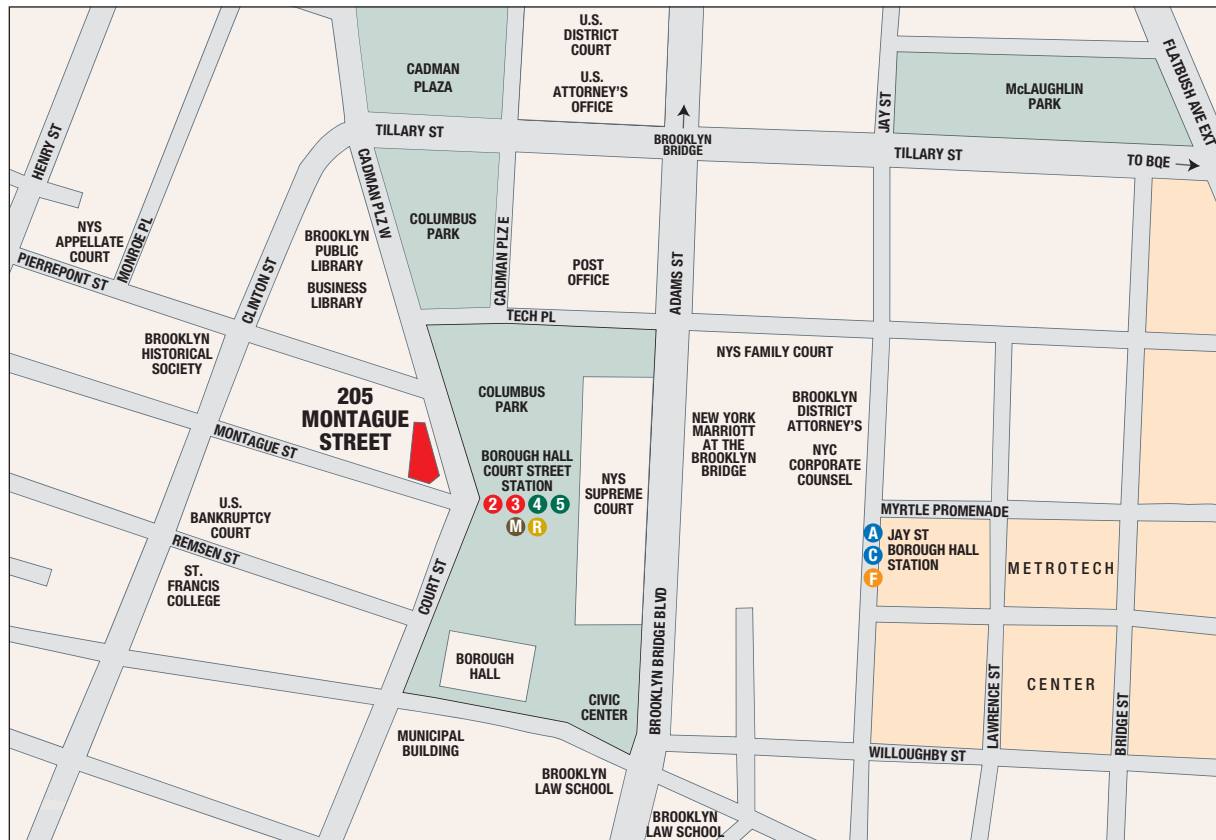 U.S.
DISTRICT
COURT
U.S.
ATTORNEY'S
OFFICE
CADMAN
PLAZA
McLAUGHLIN
PARK
FLATBUSH AVE EXT
JAY ST
TILLARY ST
BROOKLYN
BRIDGE
TILLARY ST
TO BQE
HENRY ST
MONROE PL
NYS
APPELLATE
COURT
PIERREPONT ST
CLINTON ST
BROOKLYN
PUBLIC
LIBRARY
BUSINESS
LIBRARY
CADMAN PLZ W
COLUMBUS
PARK
CADMAN PLZ E
POST
OFFICE
ADAMS ST
TECH PL
BROOKLYN
HISTORICAL
SOCIETY
NYS FAMILY COURT
205
MONTAGUE
STREET
COLUMBUS
PARK
NEW YORK
MARRIOTT
AT THE
BROOKLYN
BRIDGE
BROOKLYN
DISTRICT
ATTORNEY'S
NYC
CORPORATE
COUNSEL
MONTAGUE ST
BOROUGH HALL
COURT STREET
STATION
2 3 4 5
M R
NYS
SUPREME
COURT
MYRTLE PROMENADE
U.S.
BANKRUPTCY
COURT
REMSEN ST
ST.
FRANCIS
COLLEGE
COURT ST
A
C
F
JAY ST
BOROUGH HALL
STATION
METROTECH
CENTER
BROOKLYN BRIDGE BLVD
LAWRENCE ST
BRIDGE ST
BOROUGH
HALL
CIVIC
CENTER
MUNICIPAL
BUILDING
WILLOUGHBY ST
BROOKLYN
LAW SCHOOL
BROOKLYN
LAW SCHOOL